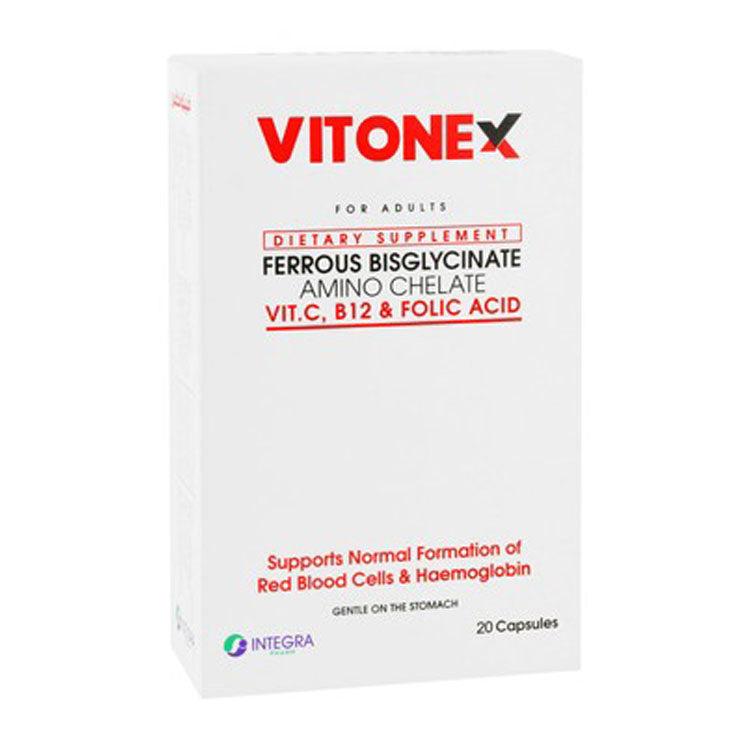 VITONEX
FOR ADULTS
DIETARY SUPPLEMENT
FERROUS BISGLYCINATE
AMINO CHELATE
VIT.C, B12 & FOLIC ACID
Supports Normal Formation of
Red Blood Cells & Haemoglobin
GENTLE ON THE STOMACH
20 Capsules
INTEGRA
PHARM